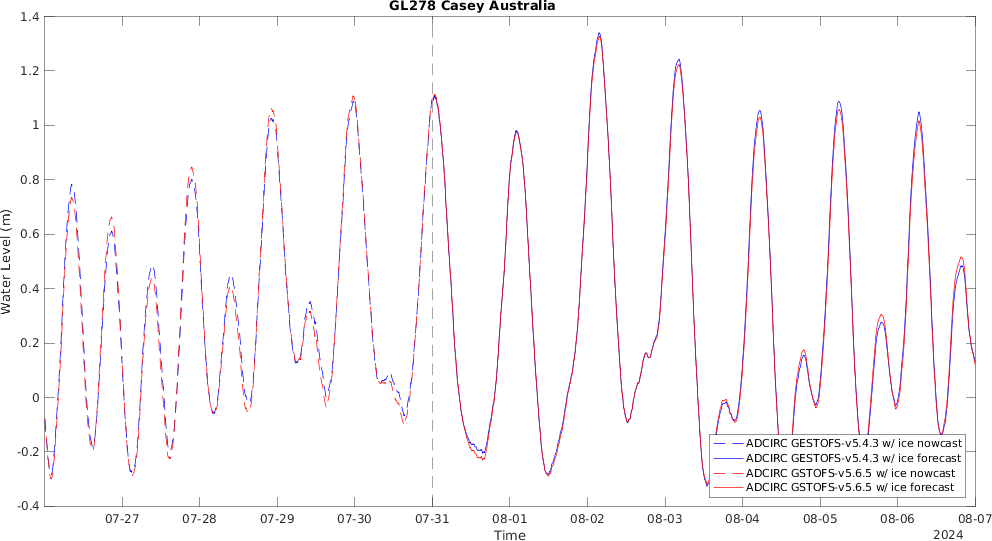 GL278 Casey Australia
1.4
1.2
1
0.8
0.6
0.4
0.2
0
-0.2
-0.4
Water Level (m)
ADCIRC GESTOFS-v5.4.3 w/ ice nowcast
ADCIRC GESTOFS-v5.4.3 w/ ice forecast
ADCIRC GSTOFS-v5.6.5 w/ ice nowcast
ADCIRC GSTOFS-v5.6.5 w/ ice forecast
07-27 07-28 07-29 07-30 07-31 08-01 08-02 08-03 08-04 08-05 08-06 08-07
Time
2024